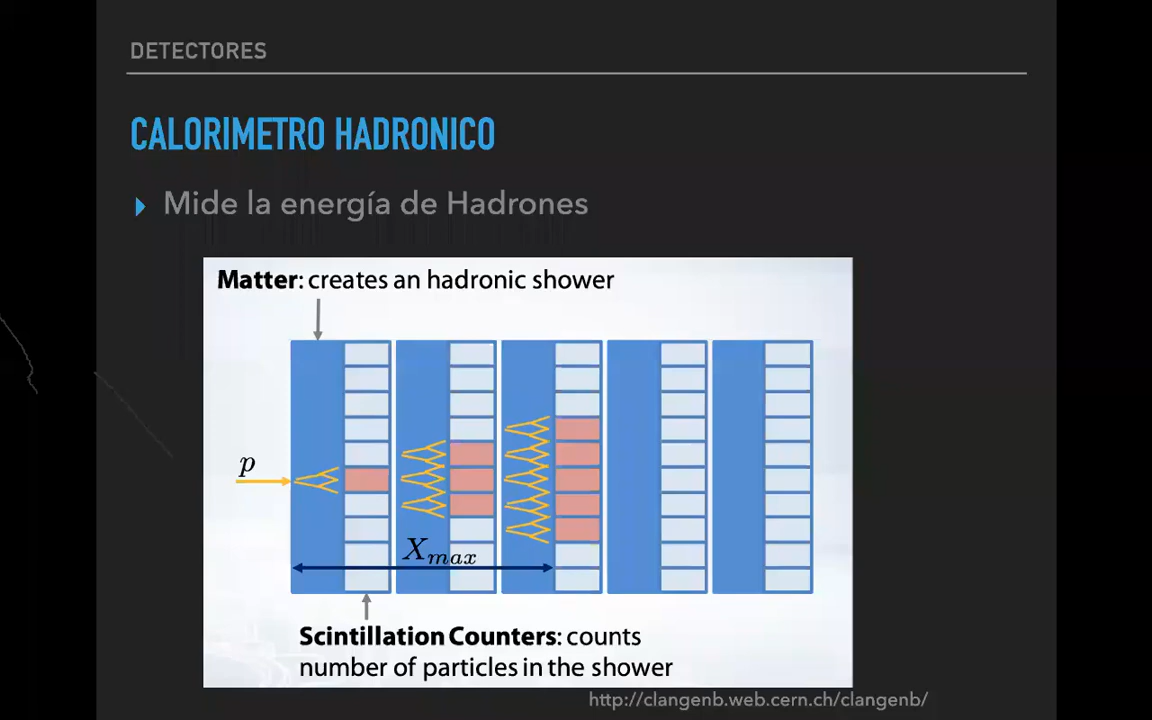 DETECTORES
CALORIMETRO HADRONICO
Mide la energía de Hadrones
Matter: creates an hadronic shower
p
Xmax
Scintillation Counters: counts
number of particles in the shower
http://clangenb.web.cern.ch/clangenb/